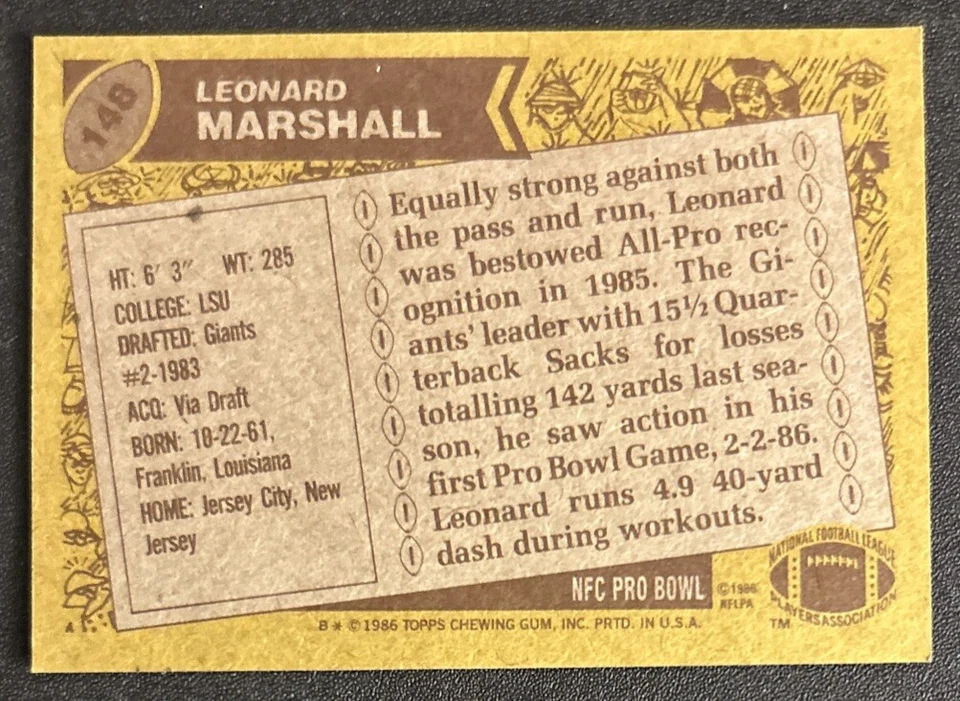 148
LEONARD
MARSHALL
HT: 6' 3" WT: 285
COLLEGE: LSU
DRAFTED: Giants
#2-1983
ACQ: Via Draft
BORN: 10-22-61,
Franklin, Louisiana
HOME: Jersey City, New
Jersey
Equally strong against both
the pass and run, Leonard
was bestowed All-Pro rec-
ognition in 1985. The Gi-
ants' leader with 15½ Quar-
terback Sacks for losses
totalling 142 yards last sea-
son, he saw action in his
first Pro Bowl Game, 2-2-86.
Leonard runs 4.9 40-yard
dash during workouts.
NFC PRO BOWL
©1986
NFLPA
NATIONAL FOOTBALL LEAGUE
PLAYERS ASSOCIATION
TM
A
B * © 1986 TOPPS CHEWING GUM, INC. PRTD. IN U.S.A.